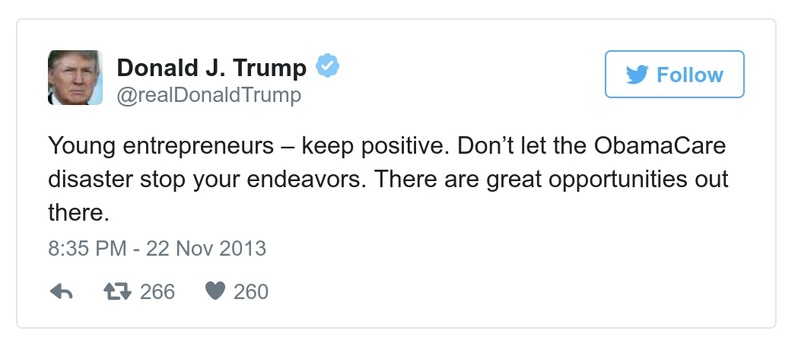 Donald J. Trump
@realDonaldTrump
Follow
Young entrepreneurs – keep positive. Don’t let the ObamaCare
disaster stop your endeavors. There are great opportunities out
there.
8:35 PM - 22 Nov 2013
266 260